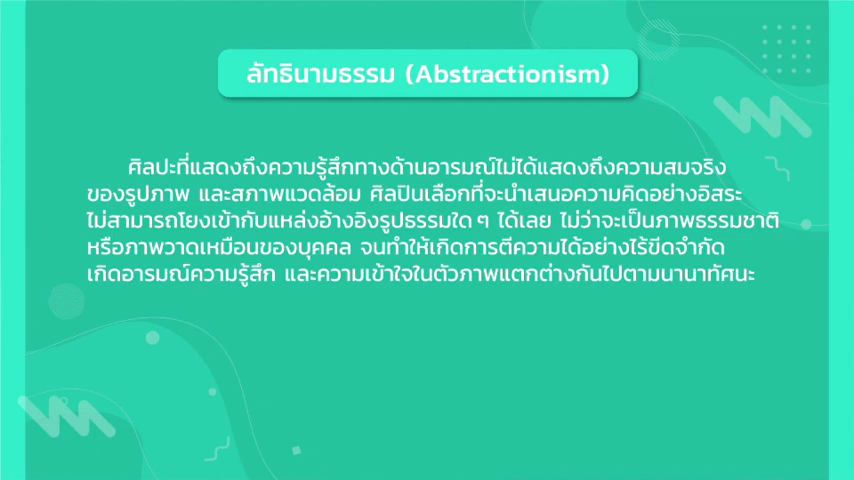 ลัทธินามธรรม (Abstractionism)
ศิลปะที่แสดงถึงความรู้สึกทางด้านอารมณ์ไม่ได้แสดงถึงความสมจริง
ของรูปภาพ และสภาพแวดล้อม ศิลปินเลือกที่จะนำเสนอความคิดอย่างอิสระ
ไม่สามารถโยงเข้ากับแหล่งอ้างอิงรูปธรรมใด ๆ ได้เลย ไม่ว่าจะเป็นภาพธรรมชาติ
หรือภาพวาดเหมือนของบุคคล จนทำให้เกิดการตีความได้อย่างไร้ขีดจำกัด
เกิดอารมณ์ความรู้สึก และความเข้าใจในตัวภาพแตกต่างกันไปตามนานาทัศนะ